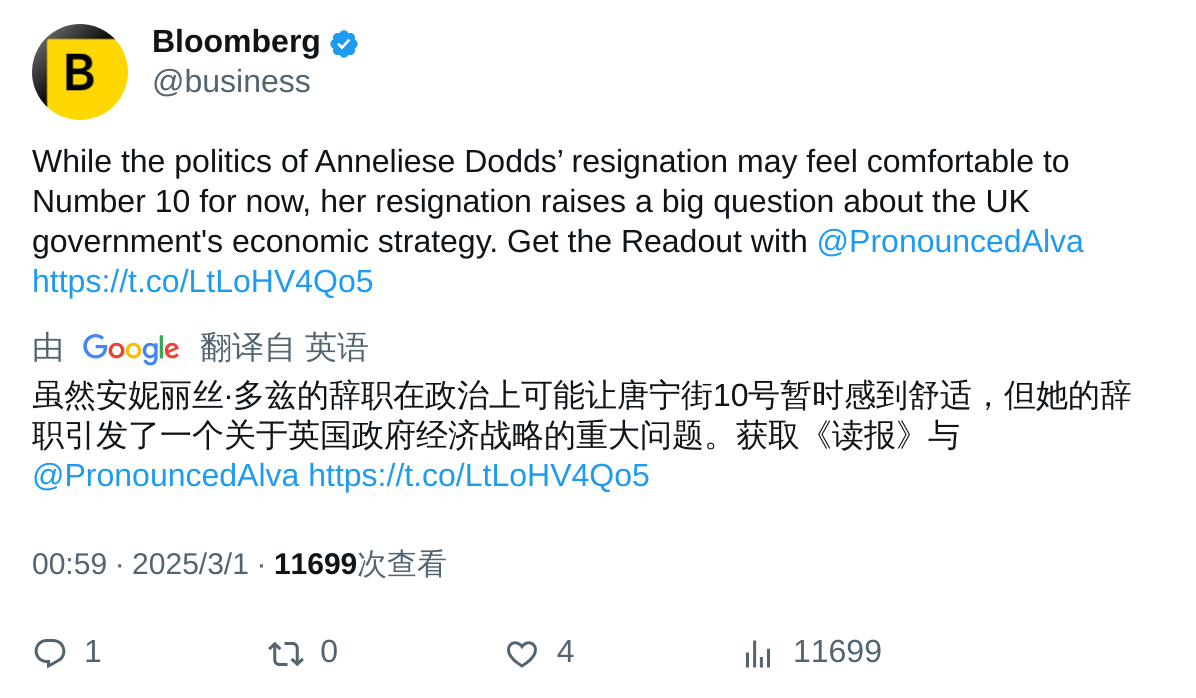 B
Bloomberg
@business
While the politics of Anneliese Dodds’ resignation may feel comfortable to
Number 10 for now, her resignation raises a big question about the UK
government's economic strategy. Get the Readout with @PronouncedAlva
https://t.co/LtLoHV4Qo5
由 Google 翻译自 英语
虽然安妮丽丝·多兹的辞职在政治上可能让唐宁街10号暂时感到舒适，但她的辞
职引发了一个关于英国政府经济战略的重大问题。获取《读报》与
@PronouncedAlva https://t.co/LtLoHV4Qo5
00:59 · 2025/3/1 · 11699次查看
1 0 4 11699